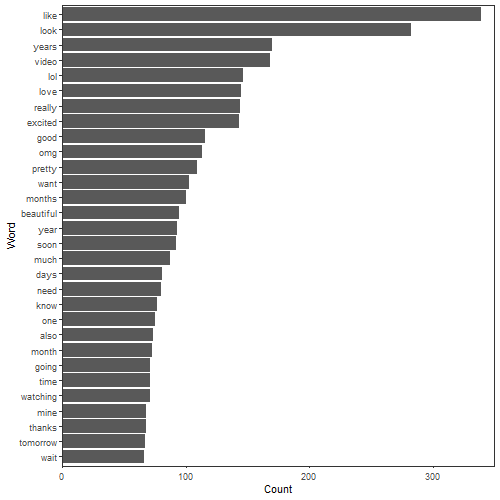 like
look
years
video
lol
love
really
excited
good
omg
pretty
want
months
beautiful
year
soon
much
days
need
know
one
also
month
going
time
watching
mine
thanks
tomorrow
wait
Word
0 100 200 300
Count